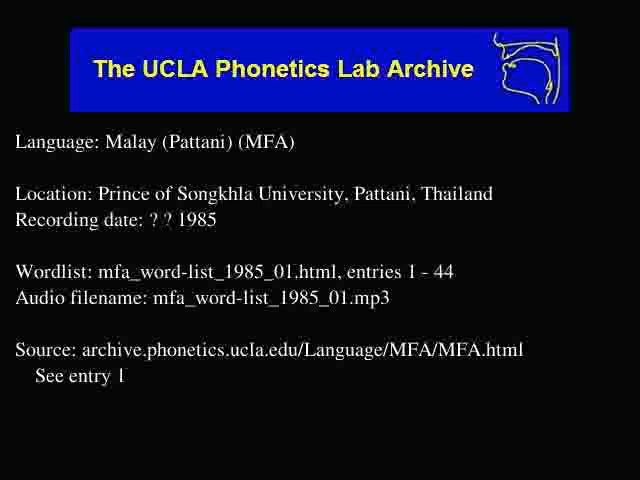 The UCLA Phonetics Lab Archive
Language: Malay (Pattani) (MFA)
Location: Prince of Songkhla University, Pattani, Thailand
Recording date: ? ? 1985
Wordlist: mfa_word-list_1985_01.html, entries 1 - 44
Audio filename: mfa_word-list_1985_01.mp3
Source: archive.phonetics.ucla.edu/Language/MFA/MFA.html
See entry 1